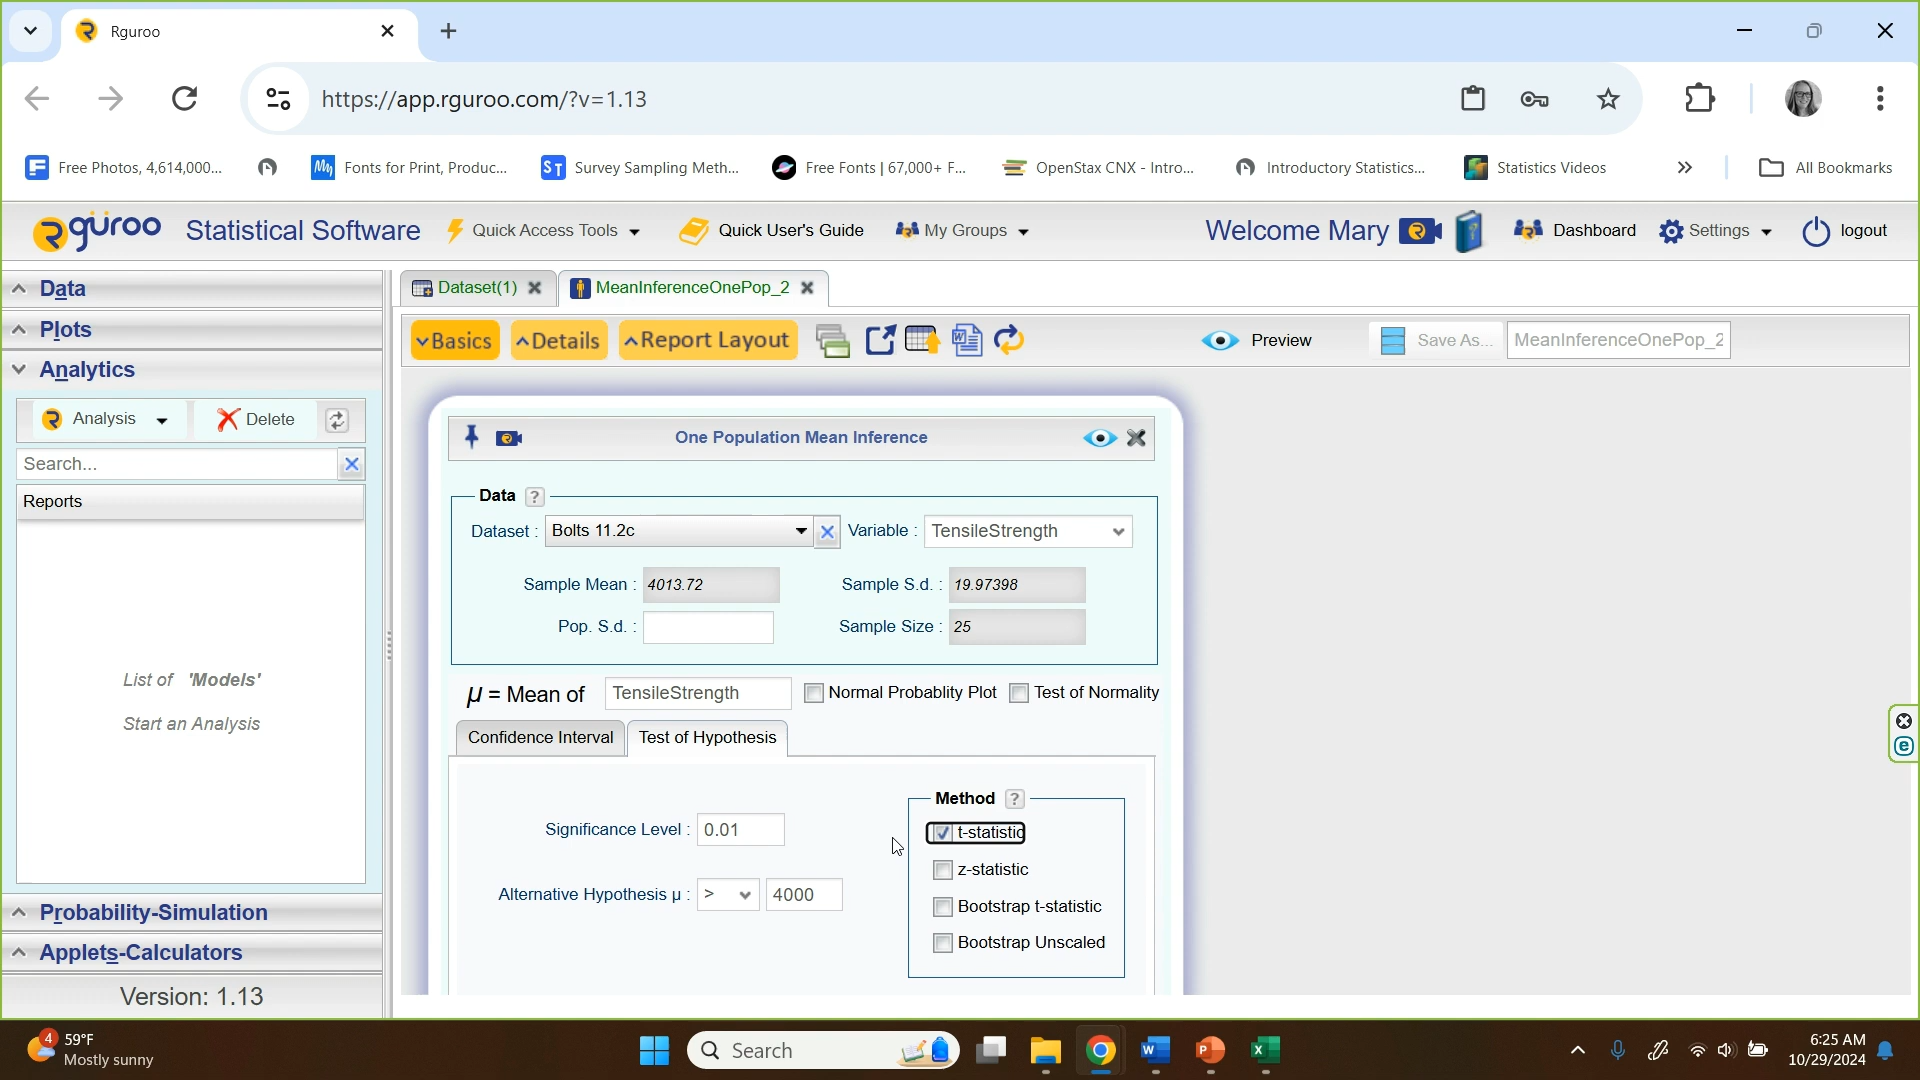 Rguroo
https://app.rguroo.com/?v=1.13
Free Photos, 4,614,000...
Fonts for Print, Produc...
ST Survey Sampling Meth...
Free Fonts | 67,000+ F...
OpenStax CNX - Intro...
Introductory Statistics...
Statistics Videos
All Bookmarks
Rguroo Statistical Software
Quick Access Tools
Quick User's Guide
My Groups
Welcome Mary
Dashboard
Settings
logout
Data
Plots
Analytics
Analysis
Delete
Search...
Reports
List of 'Models'
Start an Analysis
Probability-Simulation
Applets-Calculators
Version: 1.13
Dataset(1)
MeanInferenceOnePop_2
Basics
Details
Report Layout
Preview
Save As...
MeanInferenceOnePop_2
One Population Mean Inference
Data ?
Dataset : Bolts 11.2c
Variable : TensileStrength
Sample Mean : 4013.72
Sample S.d. : 19.97398
Pop. S.d. :
Sample Size : 25
μ = Mean of TensileStrength
Normal Probablity Plot
Test of Normality
Confidence Interval
Test of Hypothesis
Significance Level : 0.01
Alternative Hypothesis μ : > 4000
Method ?
t-statistic
z-statistic
Bootstrap t-statistic
Bootstrap Unscaled
4
59°F
Mostly sunny
Search
6:25 AM
10/29/2024